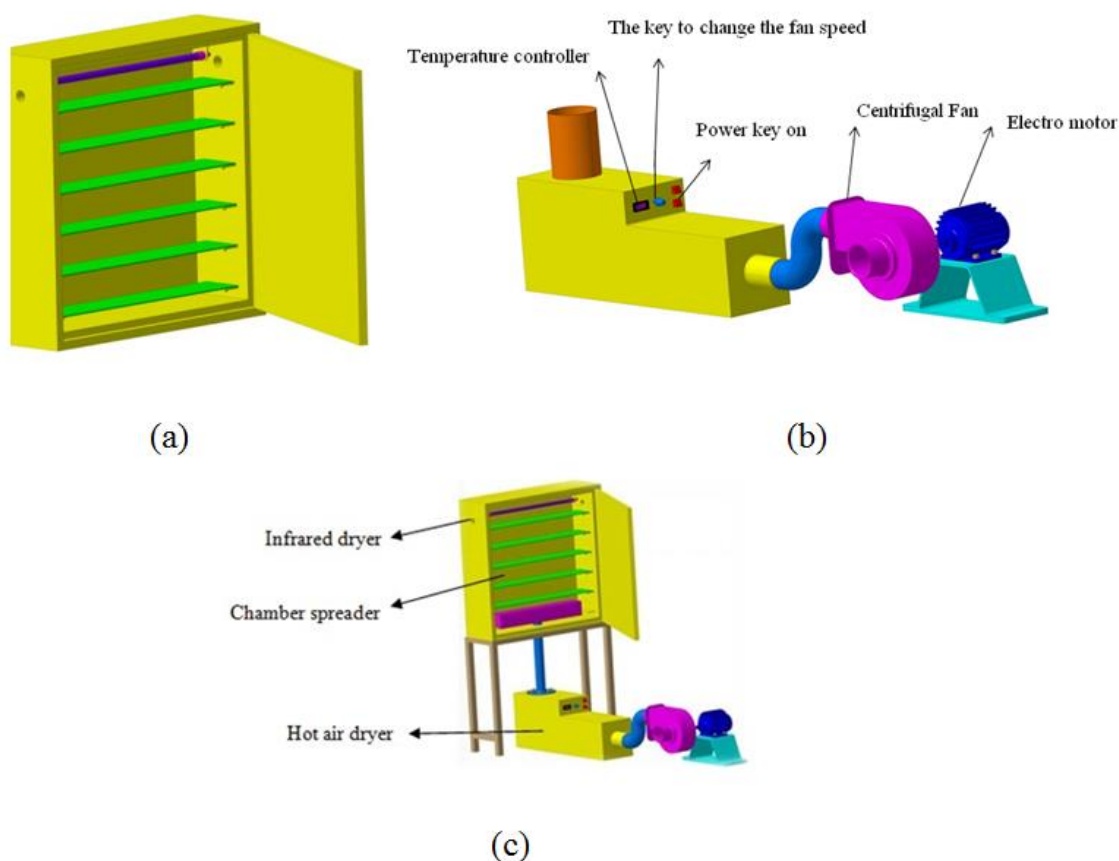 The key to change the fan speed
Temperature controller
Power key on
Centrifugal Fan
Electro motor
(a)
(b)
Infrared dryer
Chamber spreader
Hot air dryer
(c)